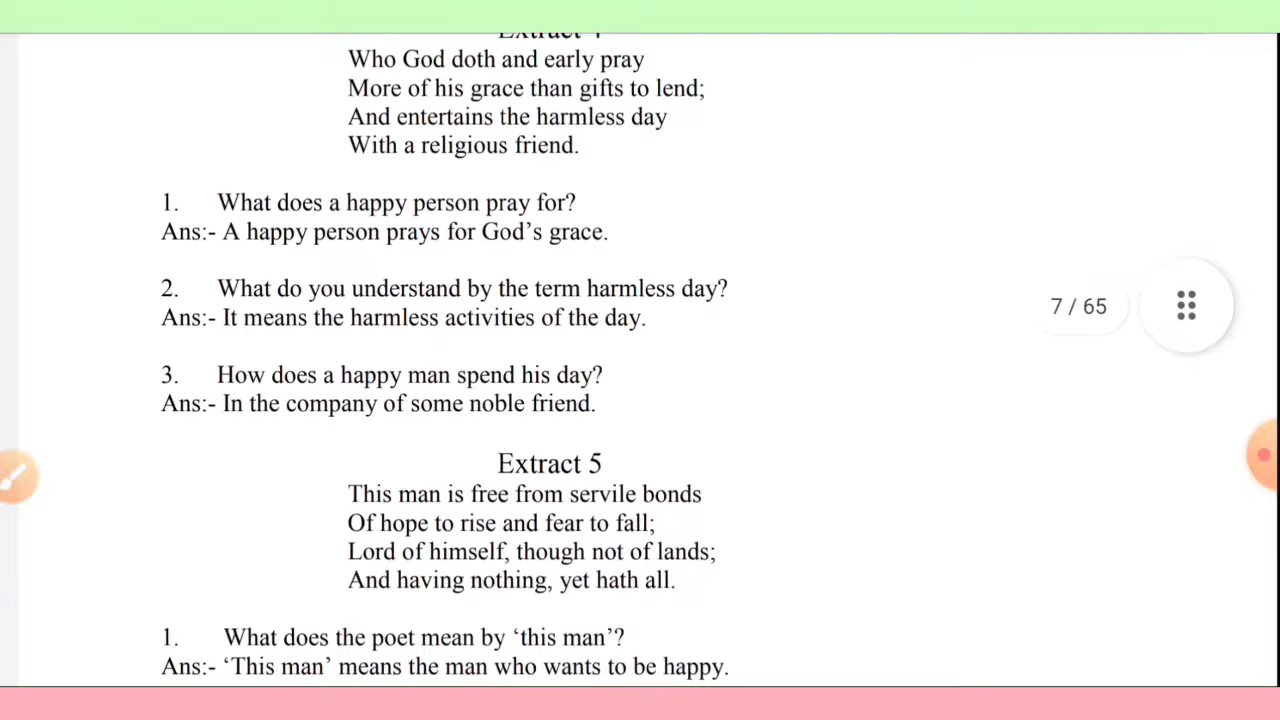 Extract 4
Who God doth and early pray
More of his grace than gifts to lend;
And entertains the harmless day
With a religious friend.
1. What does a happy person pray for?
Ans:- A happy person prays for God’s grace.
2. What do you understand by the term harmless day?
Ans:- It means the harmless activities of the day.
7 / 65
3. How does a happy man spend his day?
Ans:- In the company of some noble friend.
Extract 5
This man is free from servile bonds
Of hope to rise and fear to fall;
Lord of himself, though not of lands;
And having nothing, yet hath all.
1. What does the poet mean by ‘this man’?
Ans:- ‘This man’ means the man who wants to be happy.